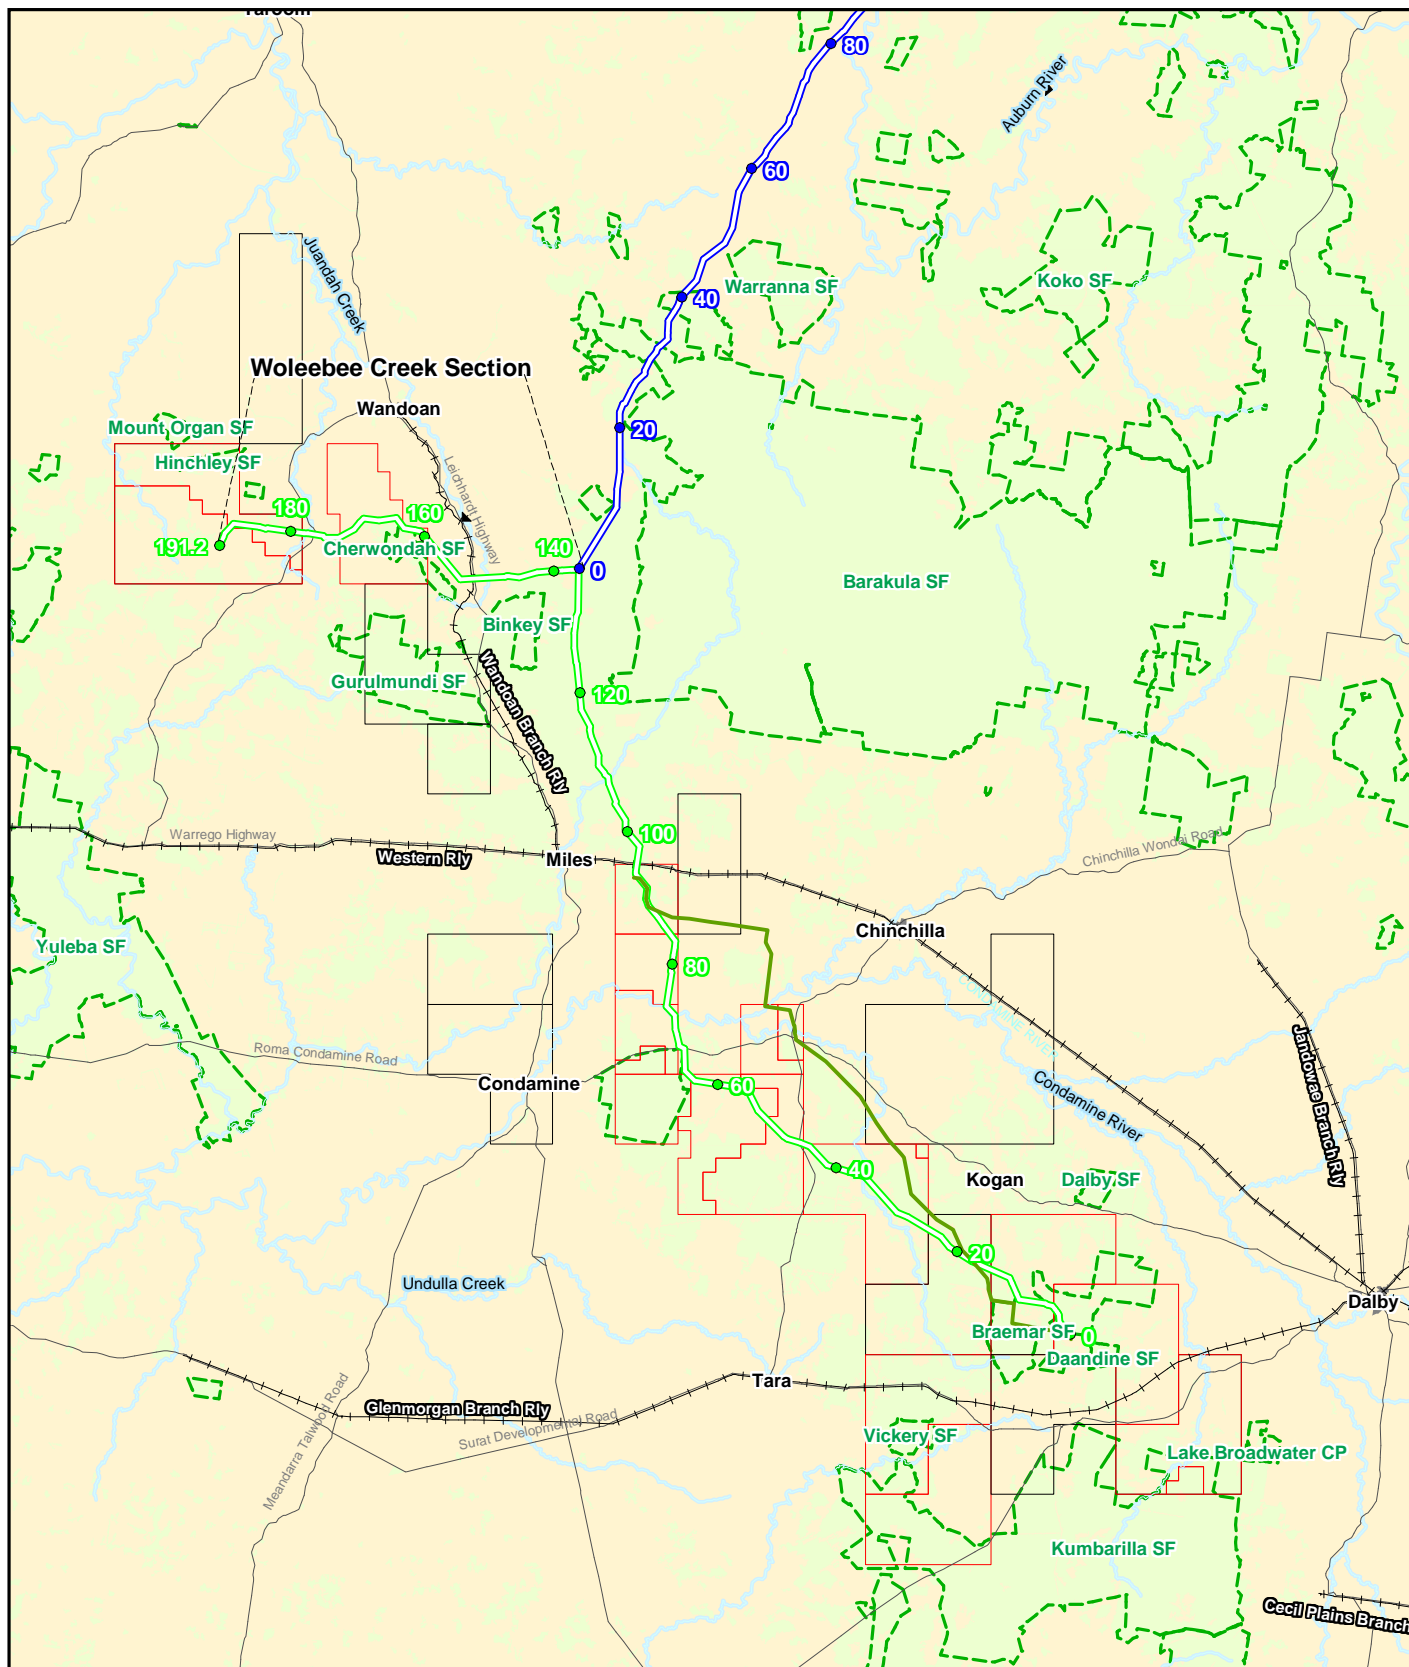 Taroom
80
Auburn River
60
Juandah Creek
Warranna SF
Koko SF
40
Woleebee Creek Section
Wandoan
Mount Organ SF
20
Hinchley SF
Leichhardt Highway
180
160
191.2
Cherwondah SF
140
0
Barakula SF
Binkey SF
Gurulmundi SF
Wandoan Branch Rly
120
Warrego Highway
100
Chinchilla Wondai Road
Western Rly
Miles
Chinchilla
Yuleba SF
80
CONDAMINE RIVER
Roma Condamine Road
Jandowae Branch Rly
Condamine
60
Condamine River
40
Kogan
Dalby SF
20
Undulla Creek
Dalby
Braemar SF
0
Daandine SF
Tara
Meandarra Talwood Road
Glenmorgan Branch Rly
Surat Developmental Road
Vickery SF
Lake Broadwater CP
Kumbarilla SF
Cecil Plains Branch